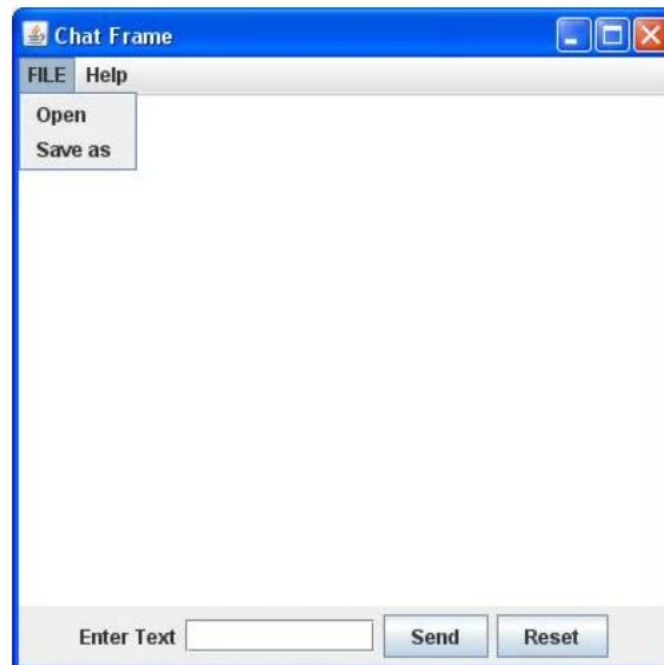 Chat Frame
FILE Help
Open
Save as
Enter Text Send Reset